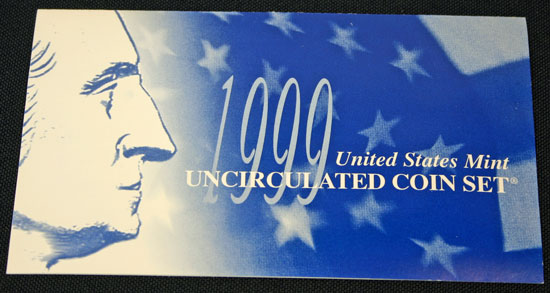 1999
United States Mint
UNCIRCULATED COIN SET®